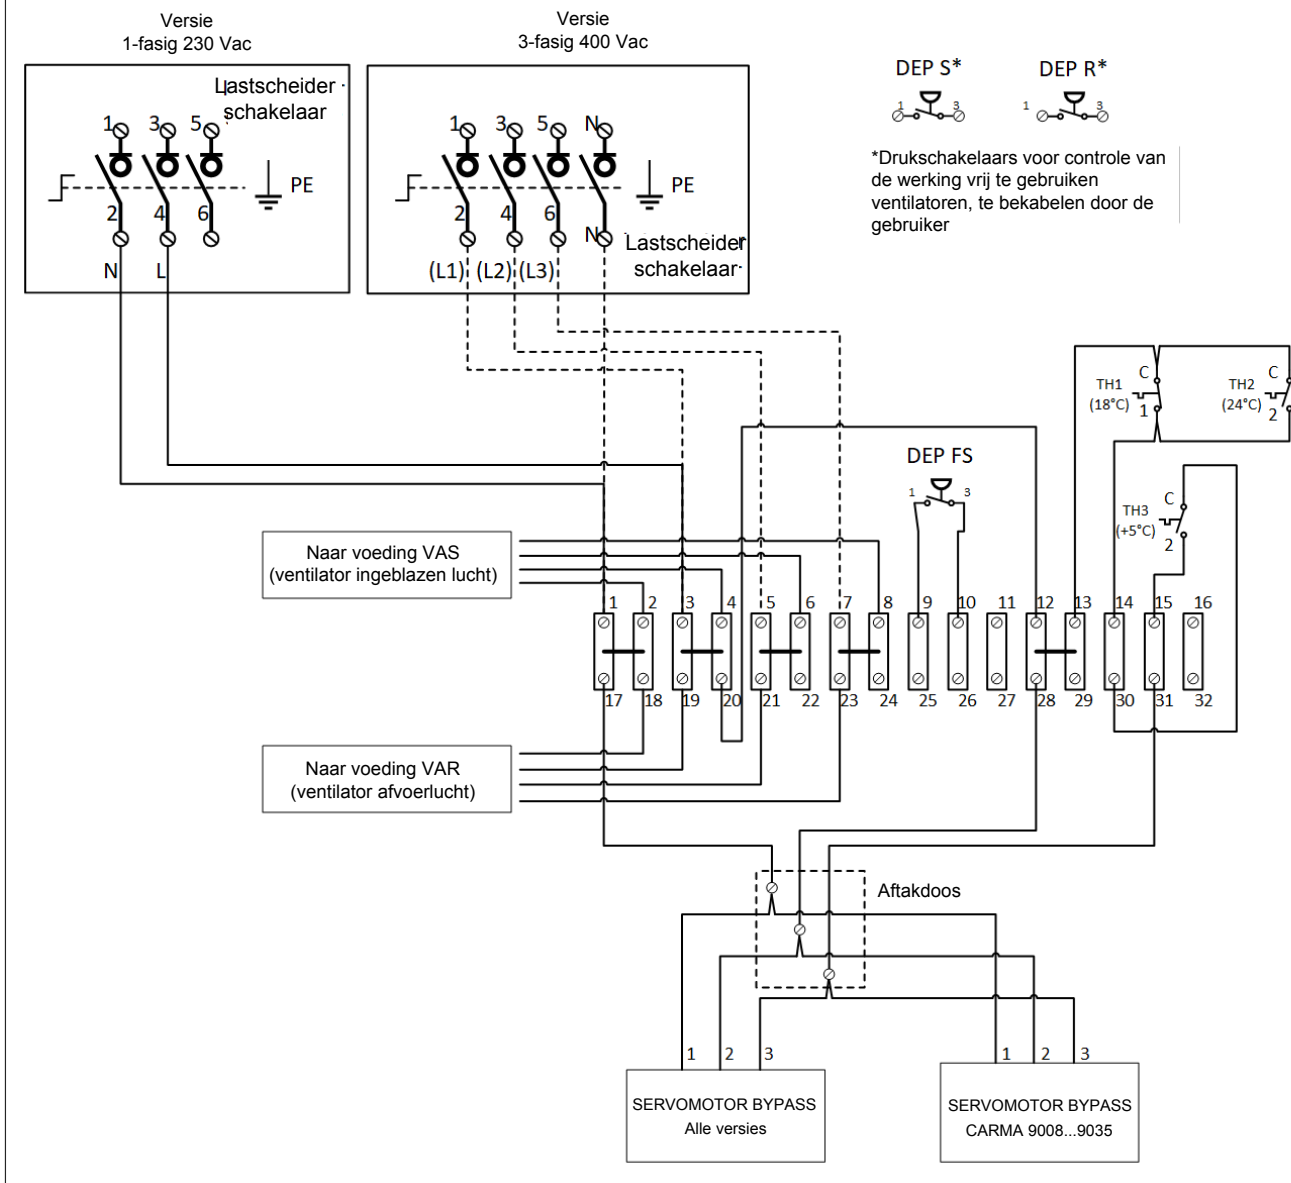 Versie
1-fasig 230 Vac
Versie
3-fasig 400 Vac
Lastscheider
schakelaar
1 3 5
PE
2 4 6
N L
1 3 5 N
PE
2 4 6 N
Lastscheider
schakelaar
(L1) (L2) (L3)
DEP S*
1 3
DEP R*
1 3
*Drukschakelaars voor controle van
de werking vrij te gebruiken
ventilatoren, te bekabelen door de
gebruiker
C
TH1
(18°C)
1
C
TH2
(24°C)
2
DEP FS
1 3
C
TH3
(+5°C)
2
Naar voeding VAS
(ventilator ingeblazen lucht)
1 2 3 4 5 6 7 8 9 10 11 12 13 14 15 16
17 18 19 20 21 22 23 24 25 26 27 28 29 30 31 32
Naar voeding VAR
(ventilator afvoerlucht)
Aftakdoos
1 2 3
1 2 3
SERVOMOTOR BYPASS
Alle versies
SERVOMOTOR BYPASS
CARMA 9008...9035